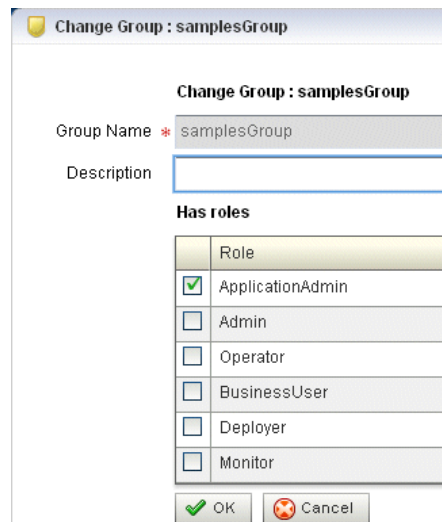 Change Group : samplesGroup
Change Group : samplesGroup
Group Name * samplesGroup
Description
Has roles
Role
ApplicationAdmin
Admin
Operator
BusinessUser
Deployer
Monitor
OK Cancel